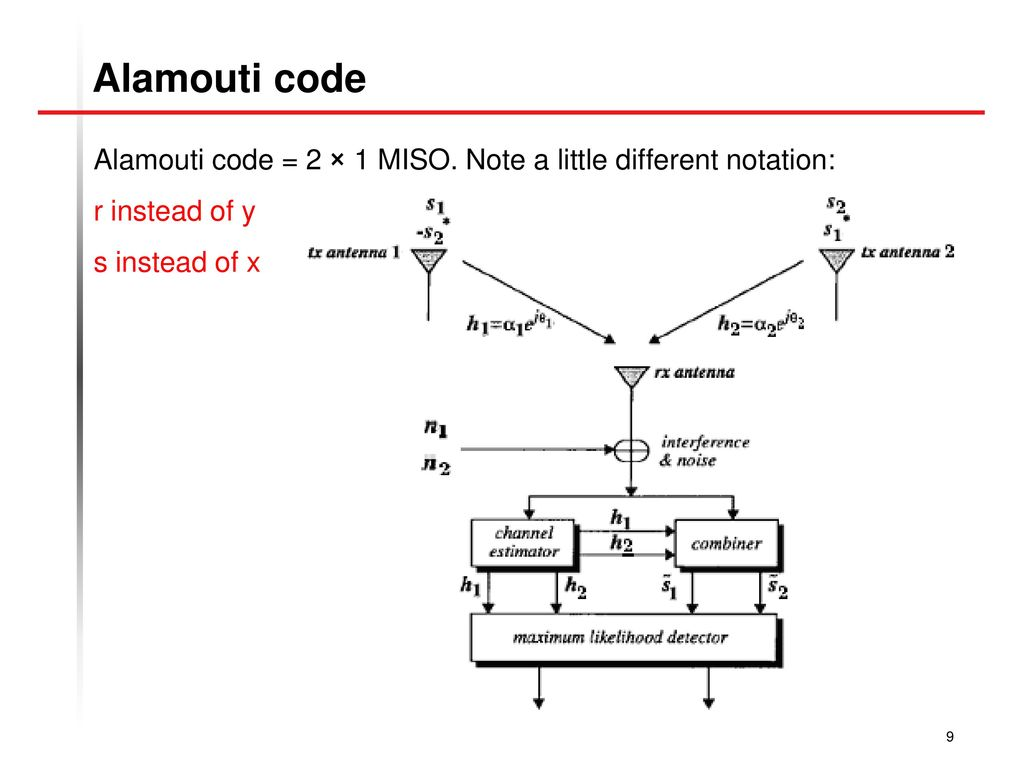 Alamouti code
Alamouti code = 2 × 1 MISO. Note a little different notation:
r instead of y
s instead of x
s1
-s2*
tx antenna 1
s2
s1*
tx antenna 2
h1=α1e^jθ1
h2=α2e^jθ2
rx antenna
n1
n2
interference
& noise
channel
estimator
h1
h2
combiner
h1
h2
s̃1
s̃2
maximum likelihood detector
9